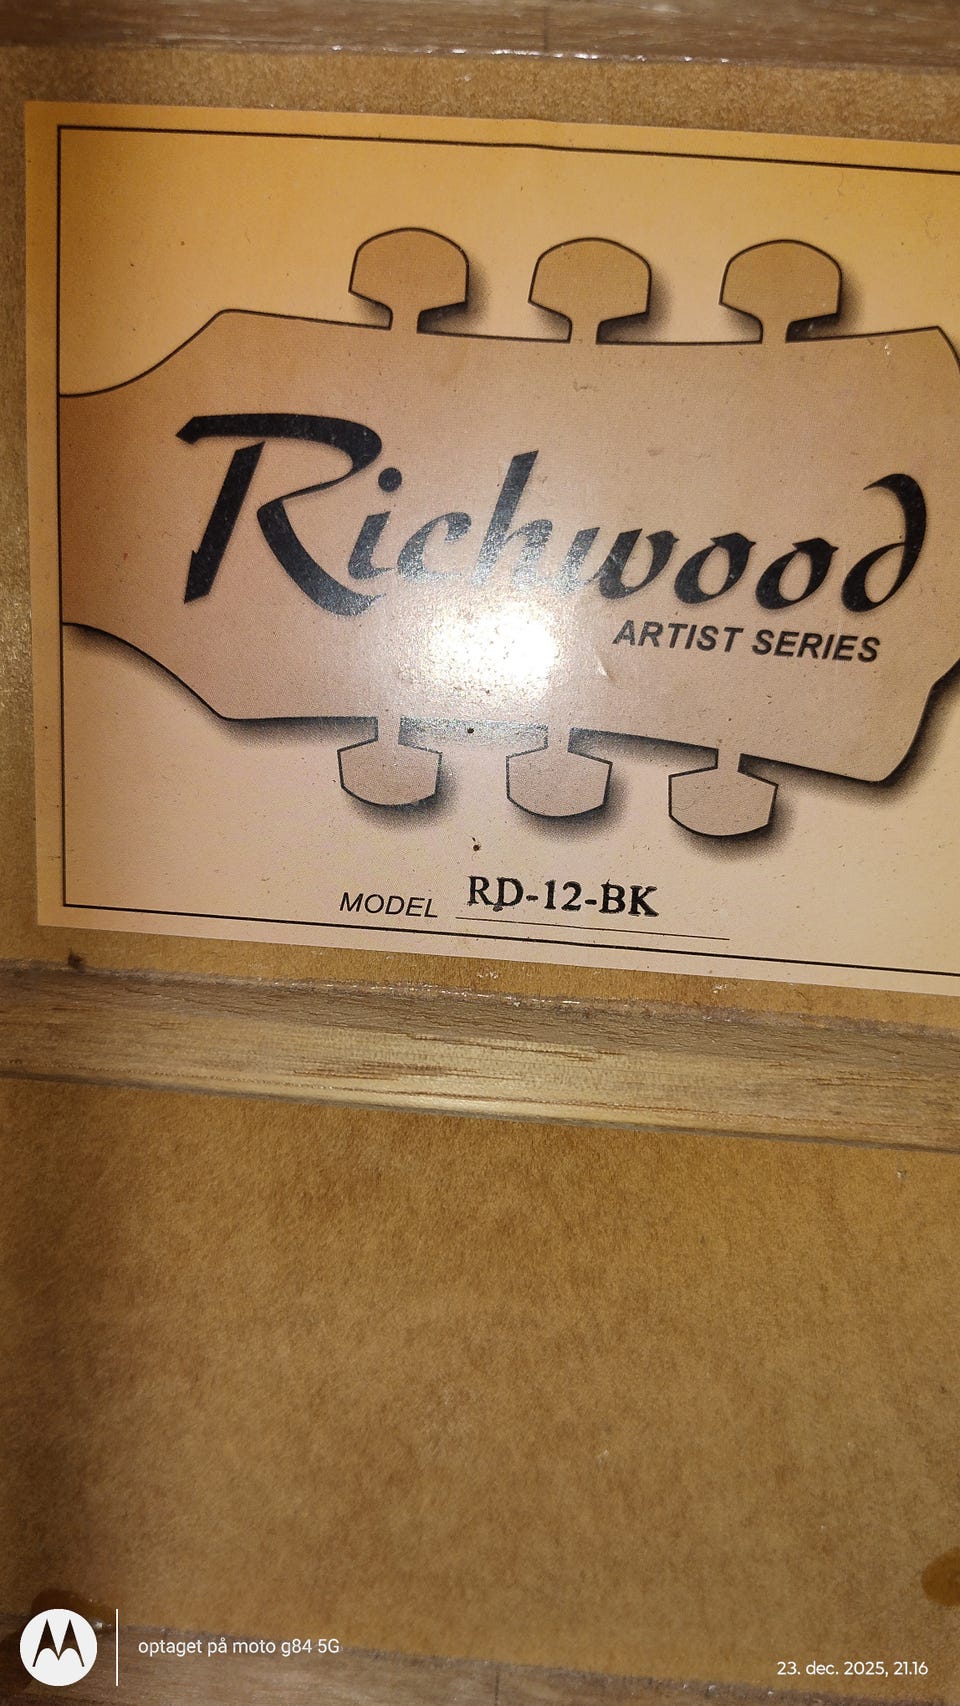 Richwood
ARTIST SERIES
MODEL RD-12-BK
optaget på moto g84 5G
23. dec. 2025, 21.16